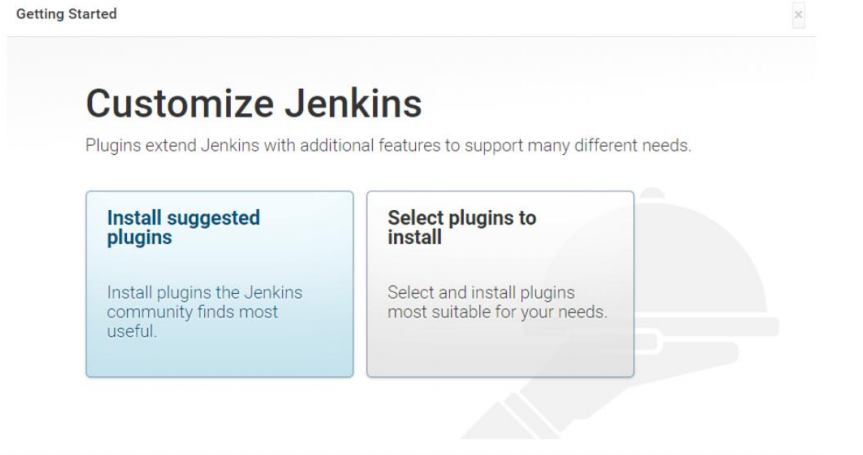 Getting Started
×
Customize Jenkins
Plugins extend Jenkins with additional features to support many different needs.
Install suggested
plugins
Install plugins the Jenkins
community finds most
useful.
Select plugins to
install
Select and install plugins
most suitable for your needs.